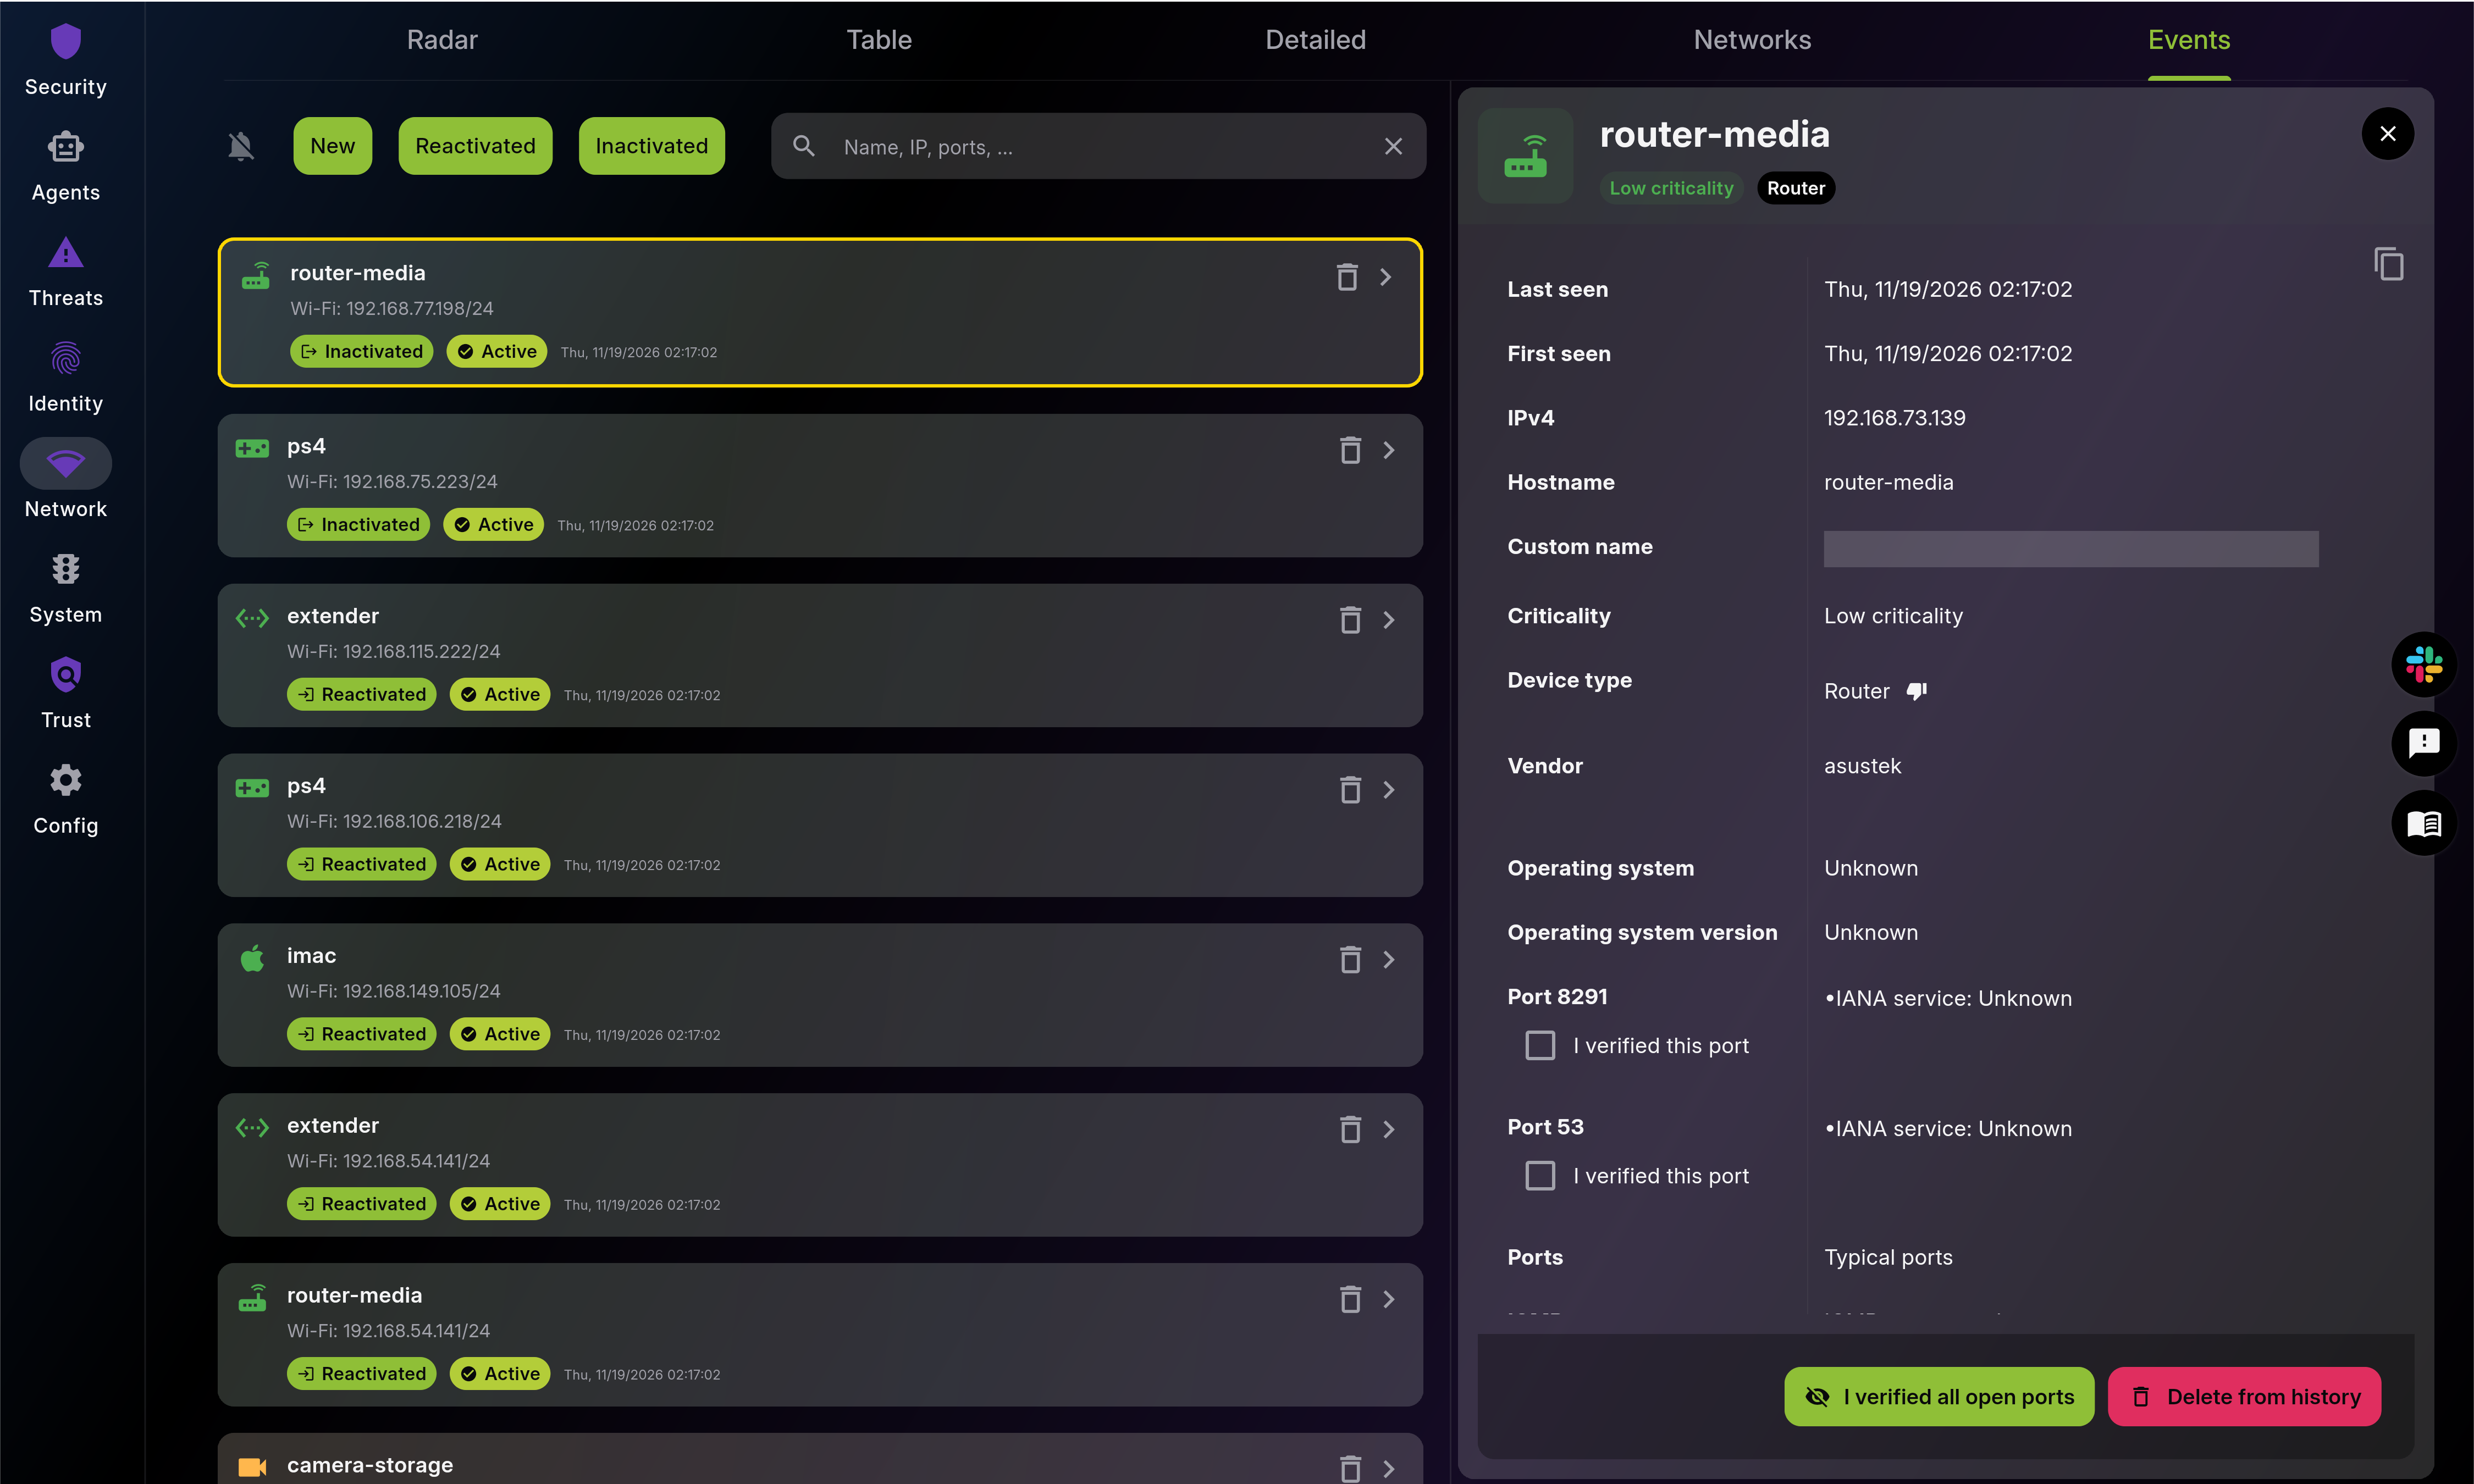 Security
Agents
Threats
Identity
Network
System
Trust
Config
Radar
Table
Detailed
Networks
Events
New
Reactivated
Inactivated
Name, IP, ports, ...
router-media
Wi-Fi: 192.168.77.198/24
Inactivated
Active
Thu, 11/19/2026 02:17:02
ps4
Wi-Fi: 192.168.75.223/24
Inactivated
Active
Thu, 11/19/2026 02:17:02
extender
Wi-Fi: 192.168.115.222/24
Reactivated
Active
Thu, 11/19/2026 02:17:02
ps4
Wi-Fi: 192.168.106.218/24
Reactivated
Active
Thu, 11/19/2026 02:17:02
imac
Wi-Fi: 192.168.149.105/24
Reactivated
Active
Thu, 11/19/2026 02:17:02
extender
Wi-Fi: 192.168.54.141/24
Reactivated
Active
Thu, 11/19/2026 02:17:02
router-media
Wi-Fi: 192.168.54.141/24
Reactivated
Active
Thu, 11/19/2026 02:17:02
camera-storage
router-media
Low criticality
Router
Last seen
Thu, 11/19/2026 02:17:02
First seen
Thu, 11/19/2026 02:17:02
IPv4
192.168.73.139
Hostname
router-media
Custom name
Criticality
Low criticality
Device type
Router
Vendor
asustek
Operating system
Unknown
Operating system version
Unknown
Port 8291
•IANA service: Unknown
I verified this port
Port 53
•IANA service: Unknown
I verified this port
Ports
Typical ports
I verified all open ports
Delete from history